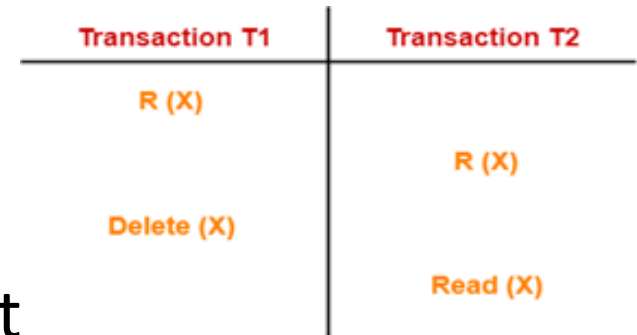 Transaction T1 Transaction T2
R (X)
R (X)
Delete (X)
Read (X)
t